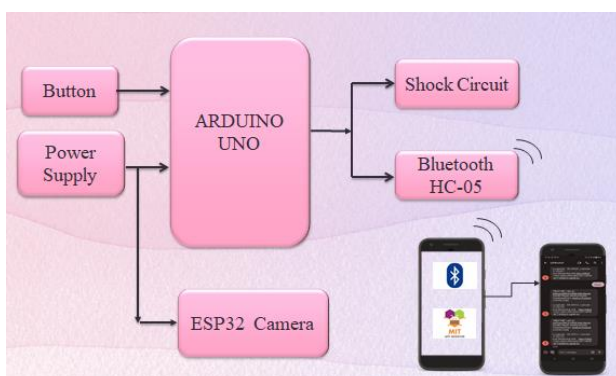 Button
Power
Supply
ARDUINO
UNO
Shock Circuit
Bluetooth
HC-05
ESP32 Camera
MIT